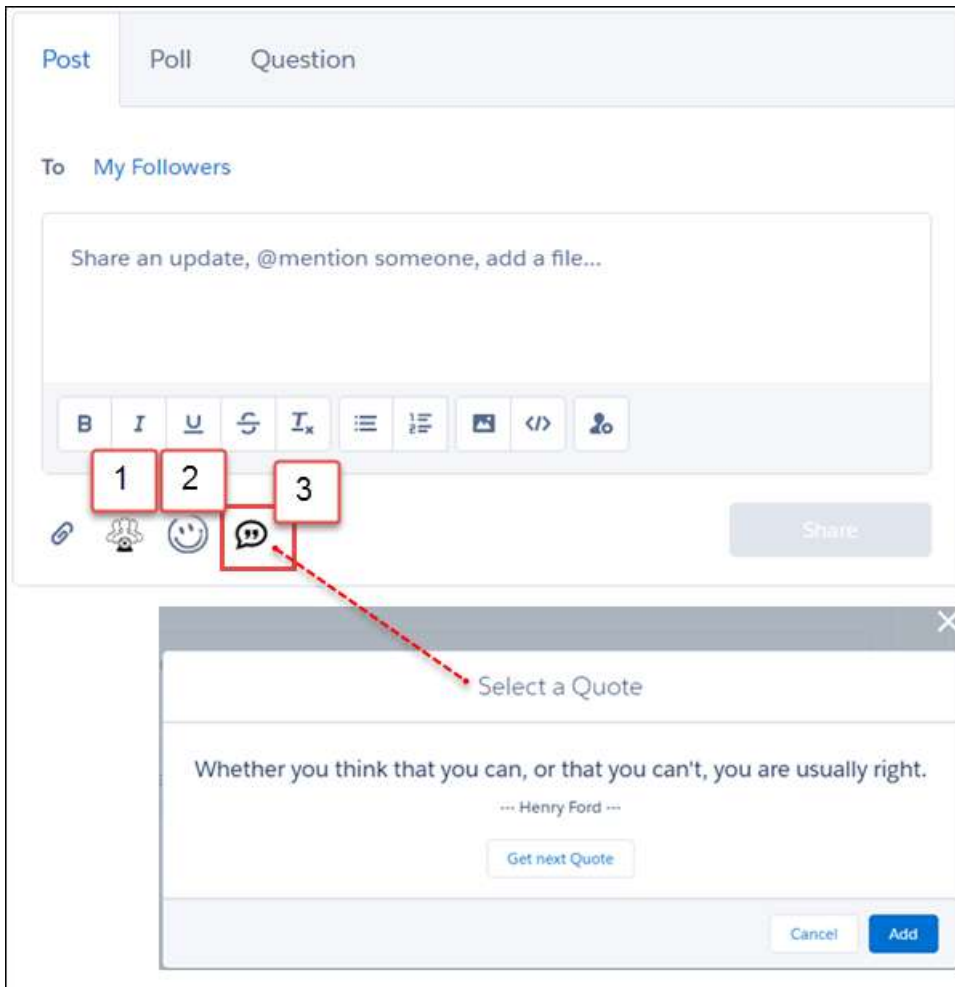 Post Poll Question
To My Followers
Share an update, @mention someone, add a file...
B I U S Tx </>
1 2 3
Share
Select a Quote
Whether you think that you can, or that you can't, you are usually right.
--- Henry Ford ---
Get next Quote
Cancel Add